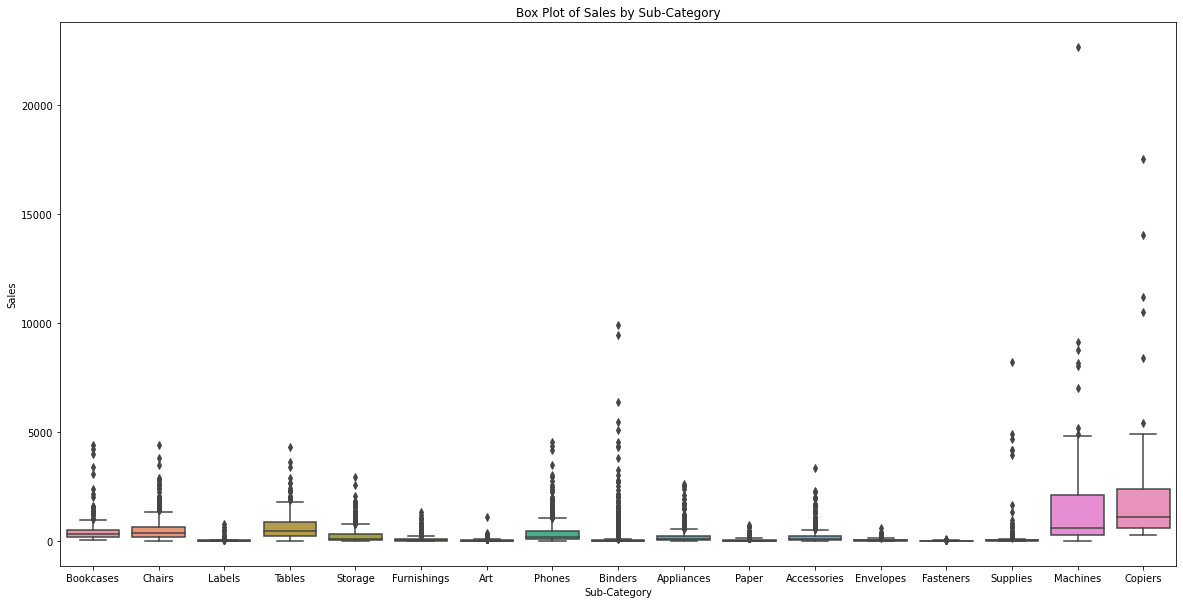 Box Plot of Sales by Sub-Category
20000
15000
10000
5000
0
Sales
Bookcases Chairs Labels Tables Storage Furnishings Art Phones Binders Appliances Paper Accessories Envelopes Fasteners Supplies Machines Copiers
Sub-Category